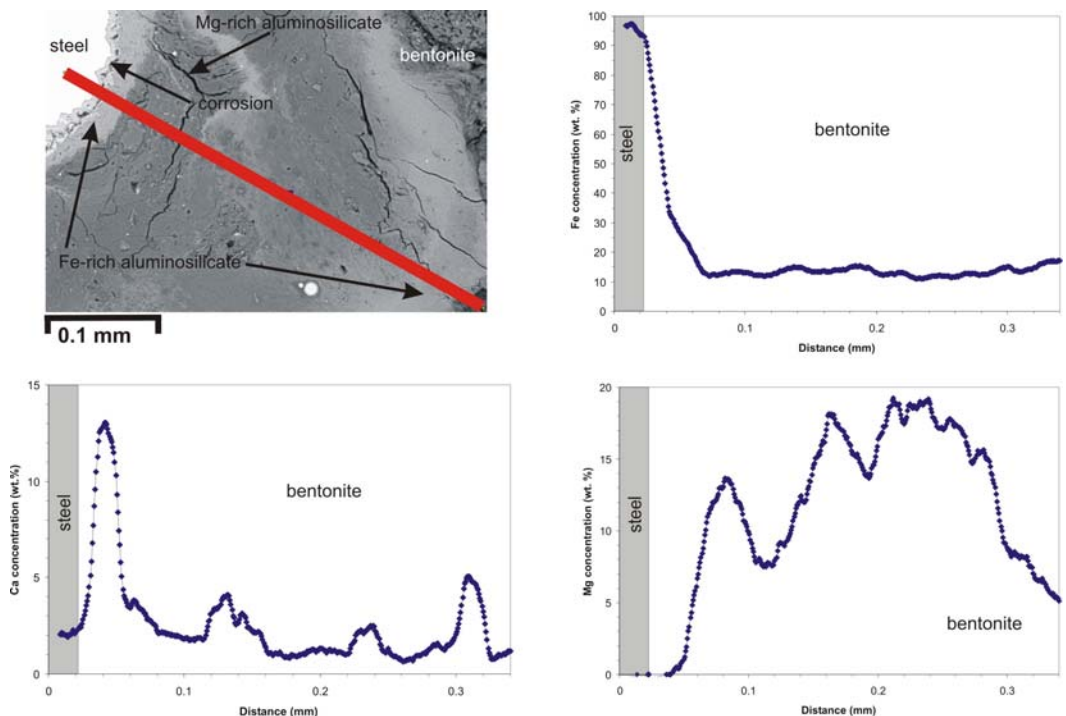 Mg-rich aluminosilicate
steel
bentonite
corrosion
Fe-rich aluminosilicate
0.1 mm
Fe concentration (wt. %)
100
90
80
70
60
50
40
30
20
10
0
steel
bentonite
0
0.1
0.2
0.3
Distance (mm)
Ca concentration (wt.%)
15
10
5
0
steel
bentonite
0
0.1
0.2
0.3
Distance (mm)
Mg concentration (wt. %)
20
15
10
5
0
steel
bentonite
0
0.1
0.2
0.3
Distance (mm)